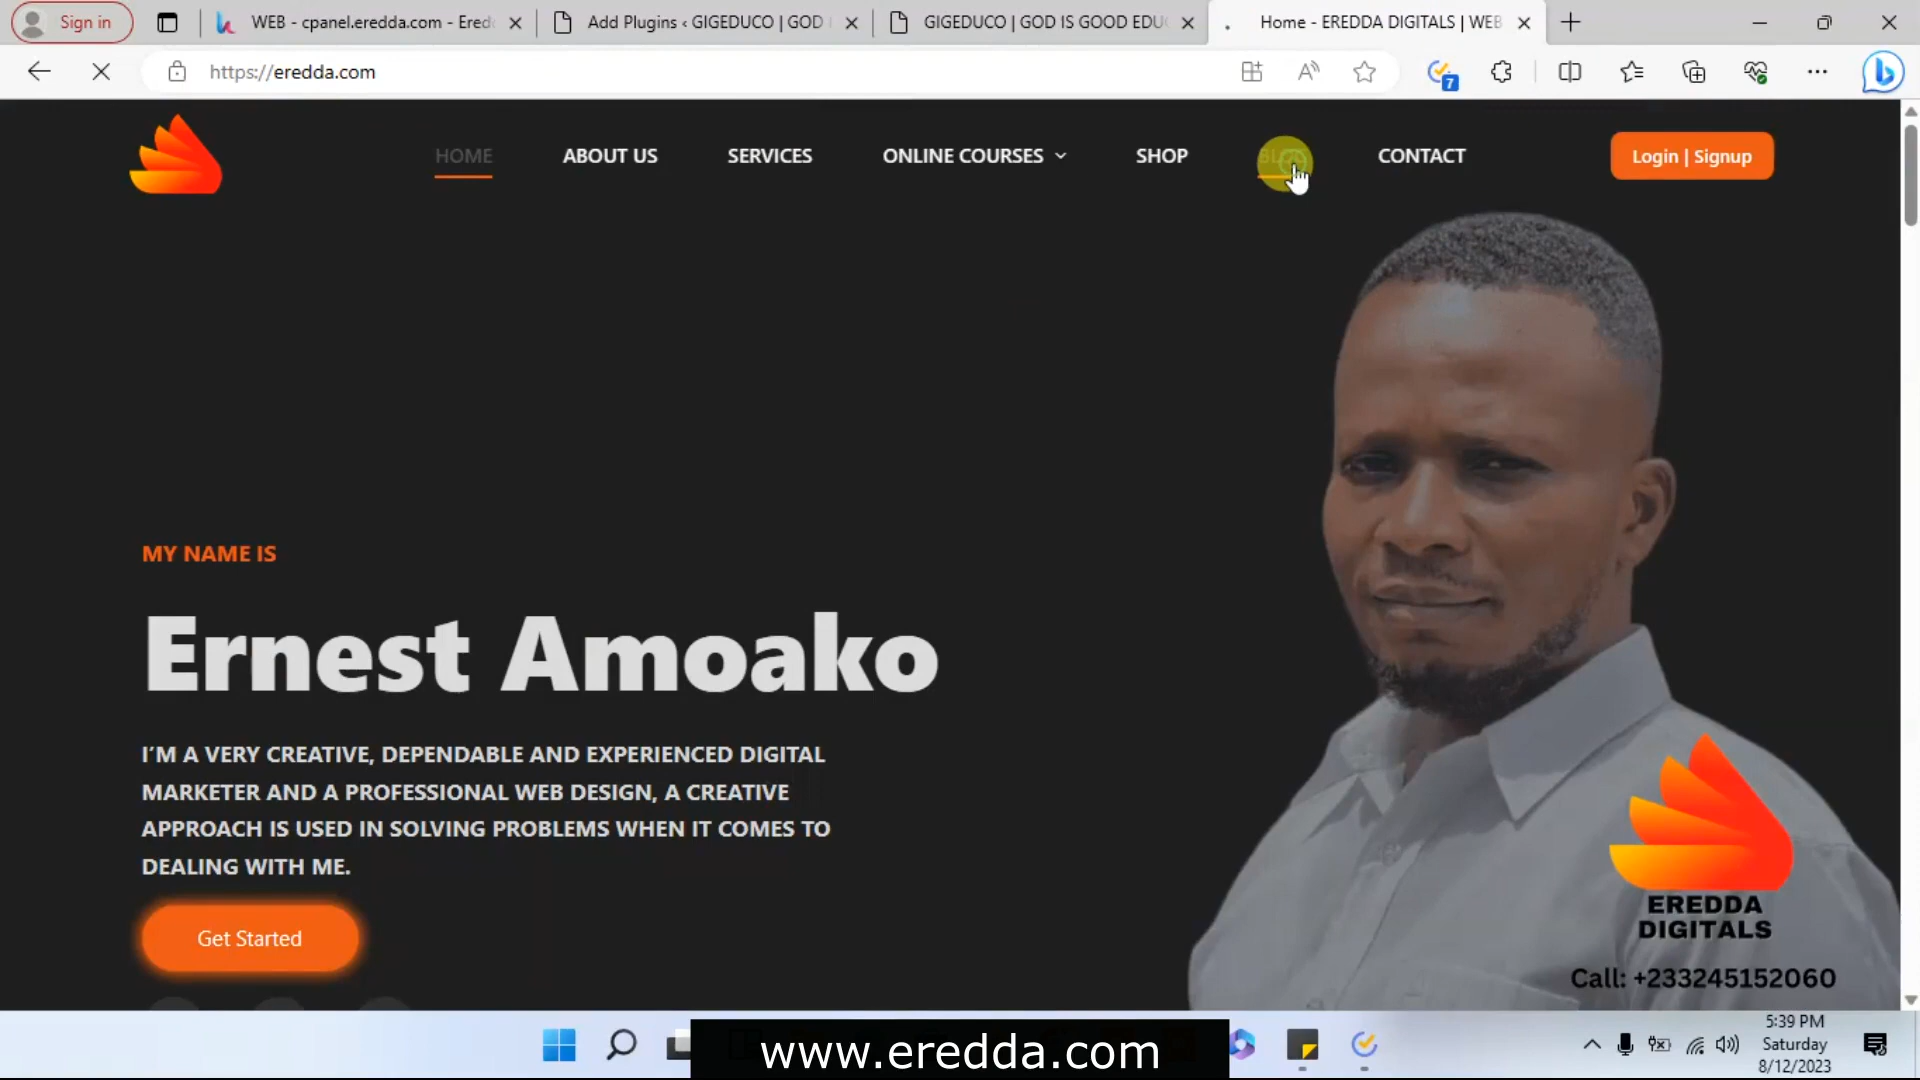 Sign in
WEB - cpanel.eredda.com - Ered
Add Plugins ‹ GIGEDUCO | GOD
GIGEDUCO | GOD IS GOOD EDU
Home - EREDDA DIGITALS | WEB
https://eredda.com
7
HOME
ABOUT US
SERVICES
ONLINE COURSES
SHOP
BLOG
CONTACT
Login | Signup
MY NAME IS
Ernest Amoako
I'M A VERY CREATIVE, DEPENDABLE AND EXPERIENCED DIGITAL
MARKETER AND A PROFESSIONAL WEB DESIGN, A CREATIVE
APPROACH IS USED IN SOLVING PROBLEMS WHEN IT COMES TO
DEALING WITH ME.
Get Started
EREDDA
DIGITALS
Call: +233245152060
www.eredda.com
5:39 PM
Saturday
8/12/2023